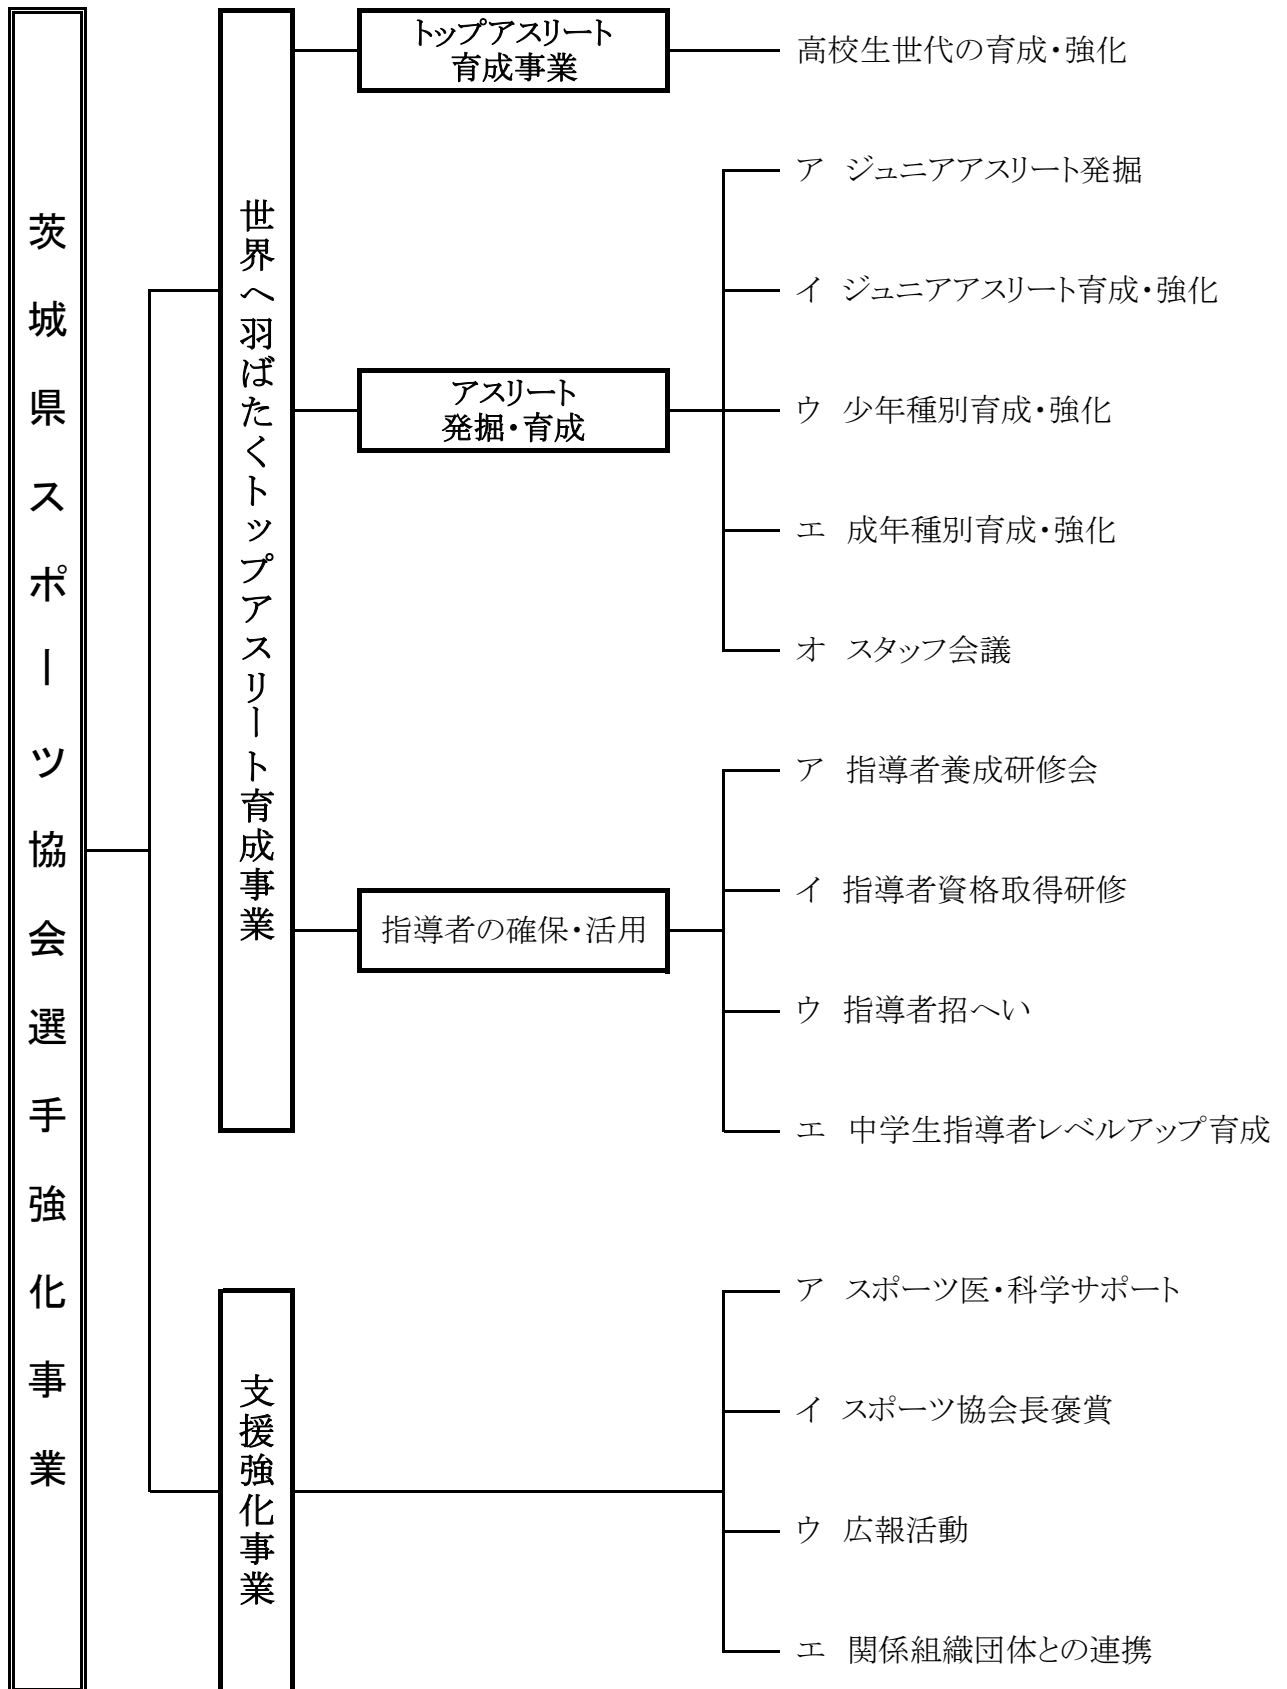 茨城県スポーツ協会選手強化事業
世界へ羽ばたくトップアスリート育成事業
トップアスリート
育成事業
高校生世代の育成・強化
アスリート
発掘・育成
ア ジュニアアスリート発掘
イ ジュニアアスリート育成・強化
ウ 少年種別育成・強化
エ 成年種別育成・強化
オ スタッフ会議
指導者の確保・活用
ア 指導者養成研修会
イ 指導者資格取得研修
ウ 指導者招へい
エ 中学生指導者レベルアップ育成
支援強化事業
ア スポーツ医・科学サポート
イ スポーツ協会長褒賞
ウ 広報活動
エ 関係組織団体との連携